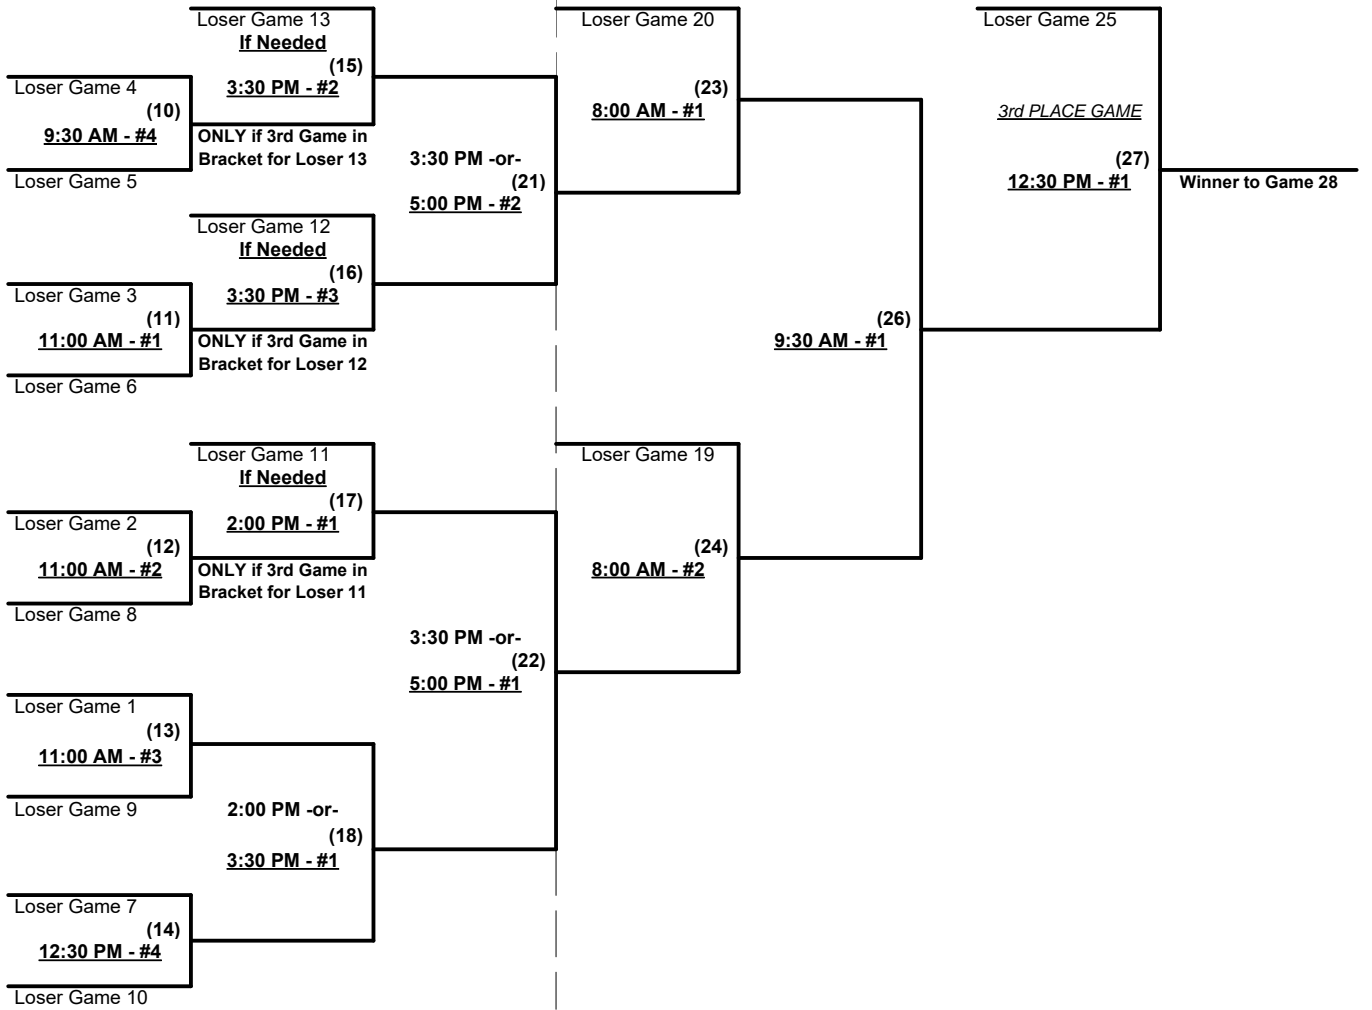 Loser Game 13
If Needed
(15)
3:30 PM - #2
Loser Game 4
(10)
9:30 AM - #4
ONLY if 3rd Game in
Bracket for Loser 13
Loser Game 5
Loser Game 12
If Needed
(16)
3:30 PM - #3
Loser Game 3
(11)
11:00 AM - #1
ONLY if 3rd Game in
Bracket for Loser 12
Loser Game 6
Loser Game 11
If Needed
(17)
2:00 PM - #1
Loser Game 2
(12)
11:00 AM - #2
ONLY if 3rd Game in
Bracket for Loser 11
Loser Game 8
Loser Game 1
(13)
11:00 AM - #3
Loser Game 9
2:00 PM -or-
(18)
3:30 PM - #1
Loser Game 7
(14)
12:30 PM - #4
Loser Game 10
3:30 PM -or-
(21)
5:00 PM - #2
3:30 PM -or-
(22)
5:00 PM - #1
Loser Game 20
(23)
8:00 AM - #1
Loser Game 19
(24)
8:00 AM - #2
(26)
9:30 AM - #1
Loser Game 25
3rd PLACE GAME
(27)
12:30 PM - #1
Winner to Game 28